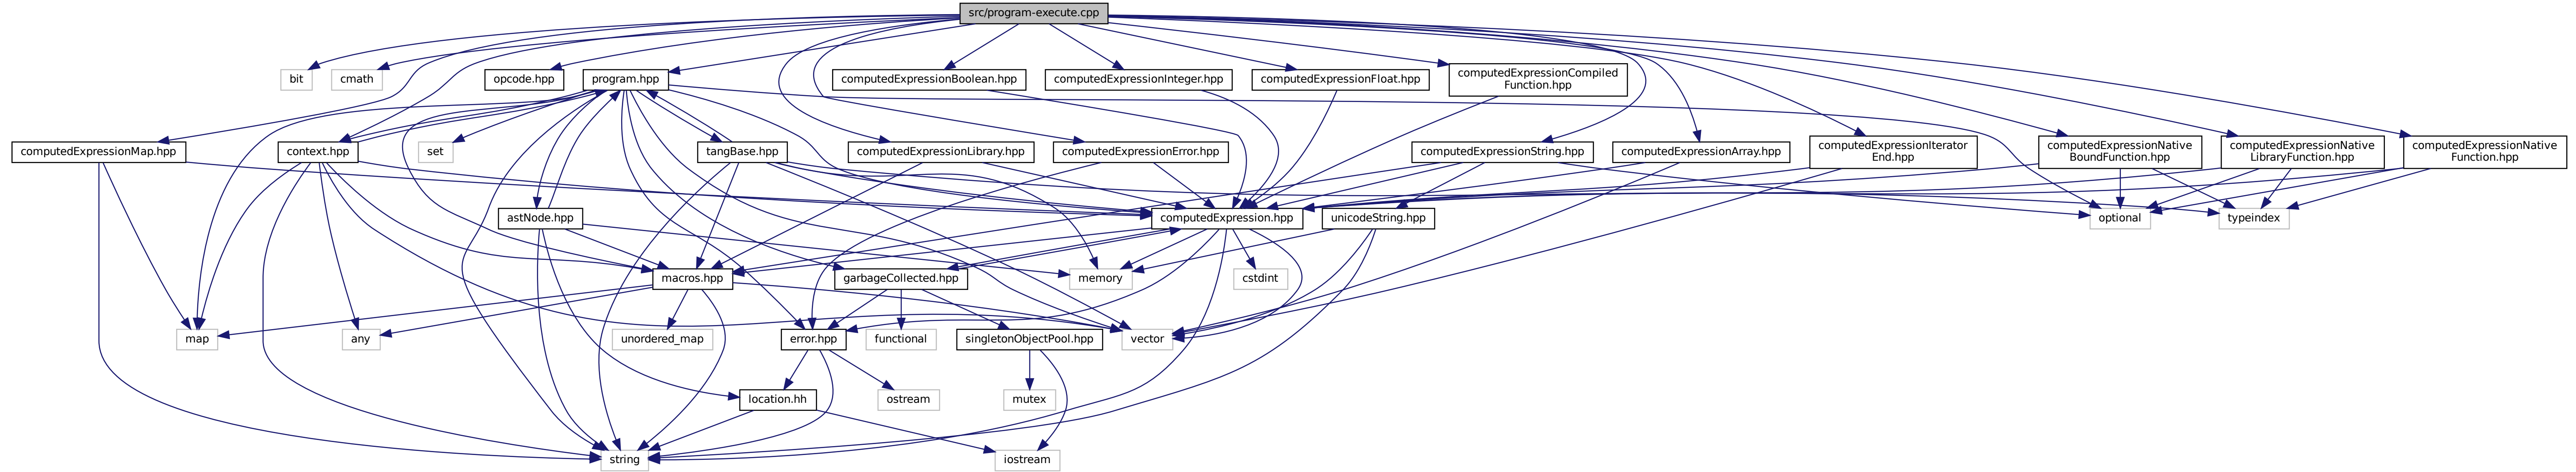 src/program-execute.cpp
bit
cmath
opcode.hpp
program.hpp
computedExpressionBoolean.hpp
computedExpressionInteger.hpp
computedExpressionFloat.hpp
computedExpressionCompiled
Function.hpp
computedExpressionMap.hpp
context.hpp
set
tangBase.hpp
computedExpressionLibrary.hpp
computedExpressionError.hpp
computedExpressionString.hpp
computedExpressionArray.hpp
computedExpressionIterator
End.hpp
computedExpressionNative
BoundFunction.hpp
computedExpressionNative
LibraryFunction.hpp
computedExpressionNative
Function.hpp
astNode.hpp
computedExpression.hpp
unicodeString.hpp
optional
typeindex
macros.hpp
garbageCollected.hpp
memory
cstdint
map
any
unordered_map
error.hpp
functional
singletonObjectPool.hpp
vector
location.hh
ostream
mutex
string
iostream